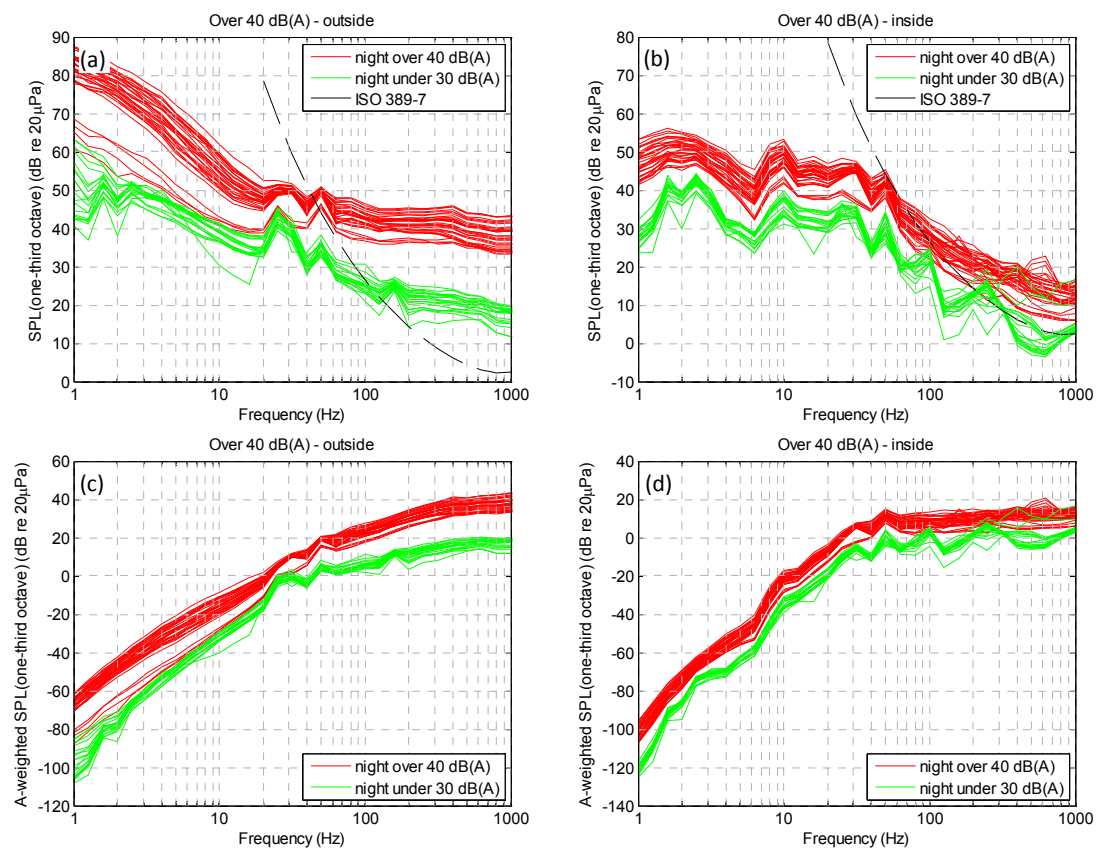 Over 40 dB(A) - outside
(a)
night over 40 dB(A)
night under 30 dB(A)
ISO 389-7
SPL(one-third octave) (dB re 20μPa)
90
80
70
60
50
40
30
20
10
0
1
10
100
1000
Frequency (Hz)
Over 40 dB(A) - inside
(b)
night over 40 dB(A)
night under 30 dB(A)
ISO 389-7
SPL(one-third octave) (dB re 20μPa)
80
70
60
50
40
30
20
10
0
-10
1
10
100
1000
Frequency (Hz)
Over 40 dB(A) - outside
(c)
A-weighted SPL(one-third octave) (dB re 20μPa)
60
40
20
0
-20
-40
-60
-80
-100
-120
night over 40 dB(A)
night under 30 dB(A)
1
10
100
1000
Frequency (Hz)
Over 40 dB(A) - inside
(d)
A-weighted SPL(one-third octave) (dB re 20μPa)
40
20
0
-20
-40
-60
-80
-100
-120
-140
night over 40 dB(A)
night under 30 dB(A)
1
10
100
1000
Frequency (Hz)